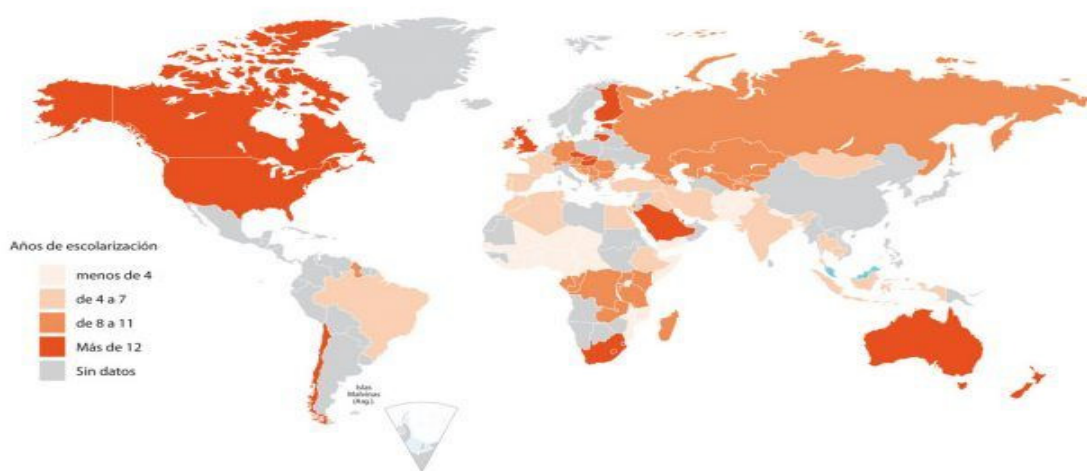 Años de escolarización
menos de 4
de 4 a 7
de 8 a 11
Más de 12
Sin datos
Islas
Malvinas
(Arg.)